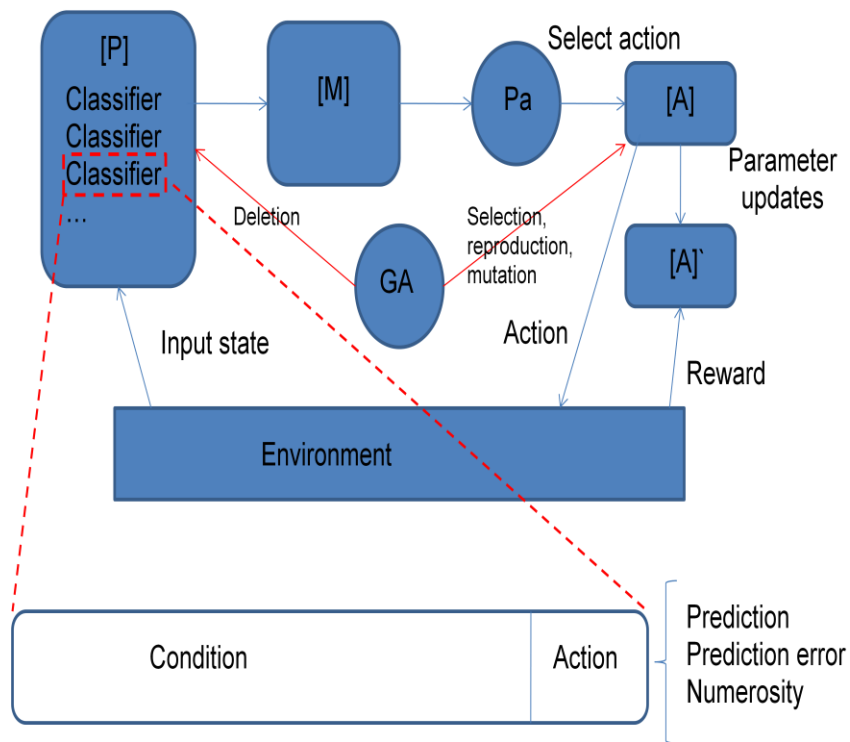 [P]
Classifier
Classifier
Classifier
...
[M]
Pa
Select action
[A]
Parameter
updates
[A]`
Deletion
GA
Selection,
reproduction,
mutation
Input state
Action
Reward
Environment
Condition
Action
Prediction
Prediction error
Numerosity